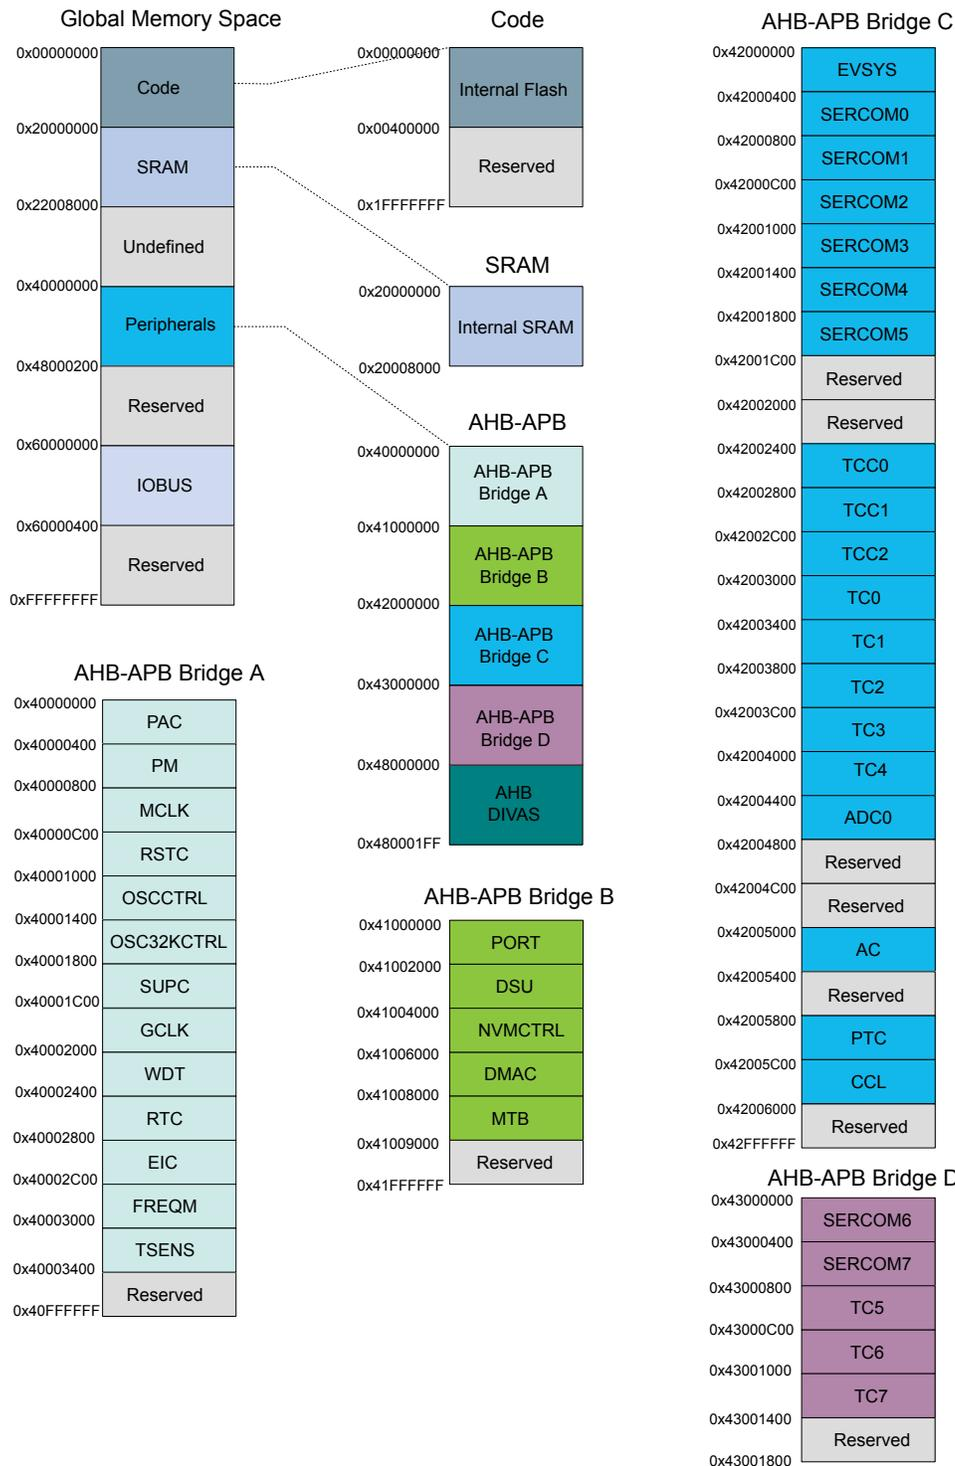 Global Memory Space
0x00000000
Code
0x20000000
SRAM
0x22008000
Undefined
0x40000000
Peripherals
0x48000200
Reserved
0x60000000
IOBUS
0x60000400
Reserved
0xFFFFFFFF
Code
0x00000000
Internal Flash
0x00400000
Reserved
0x1FFFFFFF
SRAM
0x20000000
Internal SRAM
0x20008000
AHB-APB
0x40000000
AHB-APB
Bridge A
0x41000000
AHB-APB
Bridge B
0x42000000
AHB-APB
Bridge C
0x43000000
AHB-APB
Bridge D
0x48000000
AHB
DIVAS
0x480001FF
AHB-APB Bridge A
0x40000000
PAC
0x40000400
PM
0x40000800
MCLK
0x40000C00
RSTC
0x40001000
OSCCTRL
0x40001400
OSC32KCTRL
0x40001800
SUPC
0x40001C00
GCLK
0x40002000
WDT
0x40002400
RTC
0x40002800
EIC
0x40002C00
FREQM
0x40003000
TSENS
0x40003400
Reserved
0x40FFFFFF
AHB-APB Bridge B
0x41000000
PORT
0x41002000
DSU
0x41004000
NVMCTRL
0x41006000
DMAC
0x41008000
MTB
0x41009000
Reserved
0x41FFFFFF
AHB-APB Bridge C
0x42000000
EVSYS
0x42000400
SERCOM0
0x42000800
SERCOM1
0x42000C00
SERCOM2
0x42001000
SERCOM3
0x42001400
SERCOM4
0x42001800
SERCOM5
0x42001C00
Reserved
0x42002000
Reserved
0x42002400
TCC0
0x42002800
TCC1
0x42002C00
TCC2
0x42003000
TC0
0x42003400
TC1
0x42003800
TC2
0x42003C00
TC3
0x42004000
TC4
0x42004400
ADC0
0x42004800
Reserved
0x42004C00
Reserved
0x42005000
AC
0x42005400
Reserved
0x42005800
PTC
0x42005C00
CCL
0x42006000
Reserved
0x42FFFFFF
AHB-APB Bridge D
0x43000000
SERCOM6
0x43000400
SERCOM7
0x43000800
TC5
0x43000C00
TC6
0x43001000
TC7
0x43001400
Reserved
0x43001800